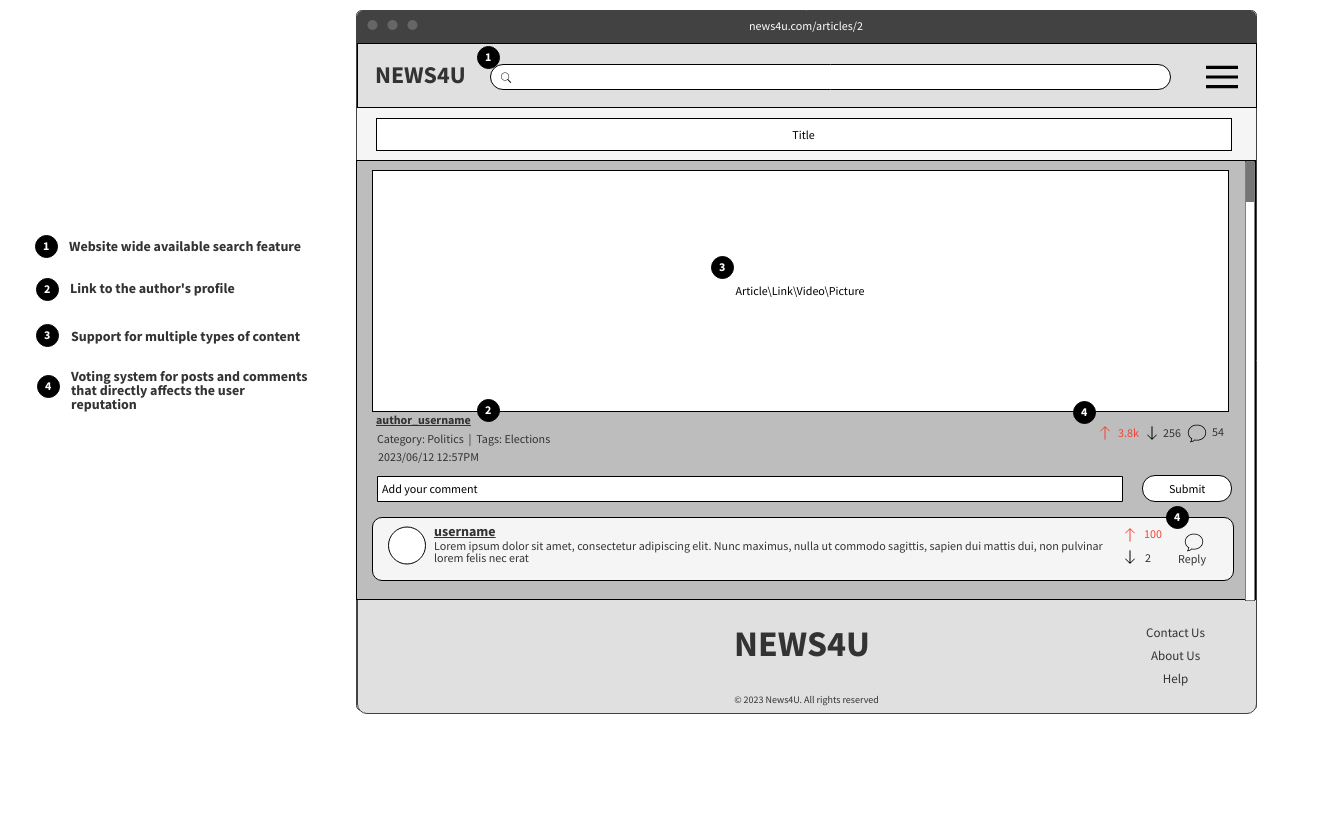 news4u.com/articles/2
1
NEWS4U
Title
3
Article\Link\Video\Picture
1 Website wide available search feature
2 Link to the author's profile
3 Support for multiple types of content
4 Voting system for posts and comments
that directly affects the user
reputation
author_username 2 4
Category: Politics | Tags: Elections
3.8k 256 54
2023/06/12 12:57PM
Add your comment Submit
4
username
Lorem ipsum dolor sit amet, consectetur adipiscing elit. Nunc maximus, nulla ut commodo sagittis, sapien dui mattis dui, non pulvinar
lorem felis nec erat
100
2
Reply
NEWS4U
Contact Us
About Us
Help
© 2023 News4U. All rights reserved